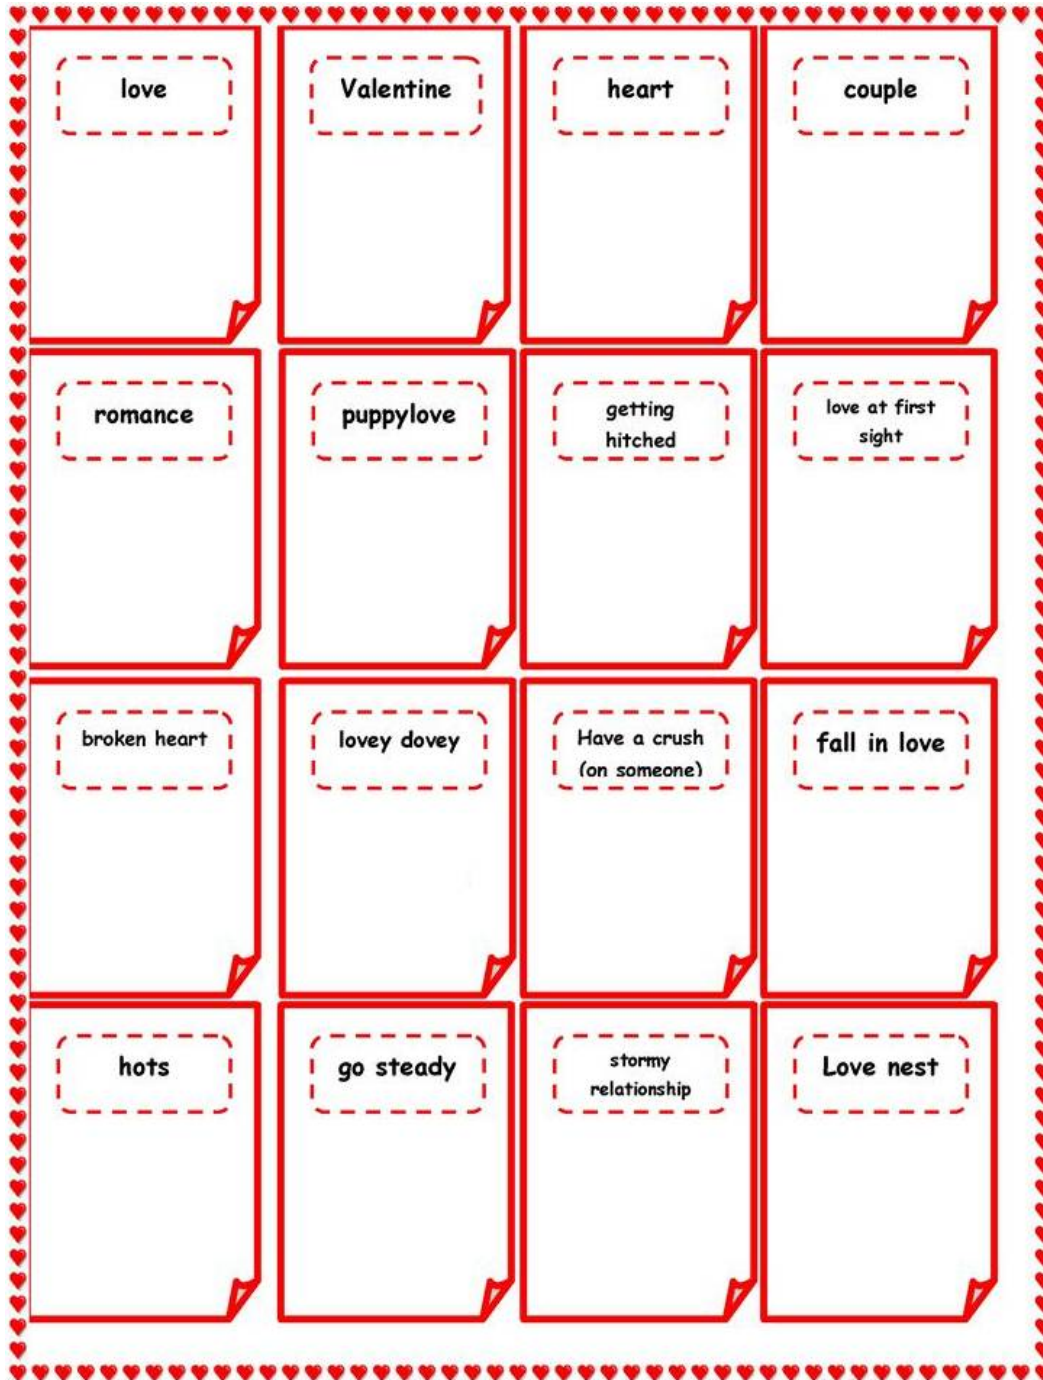 love
Valentine
heart
couple
romance
puppylove
getting
hitched
love at first
sight
broken heart
lovey dovey
Have a crush
(on someone)
fall in love
hots
go steady
stormy
relationship
Love nest